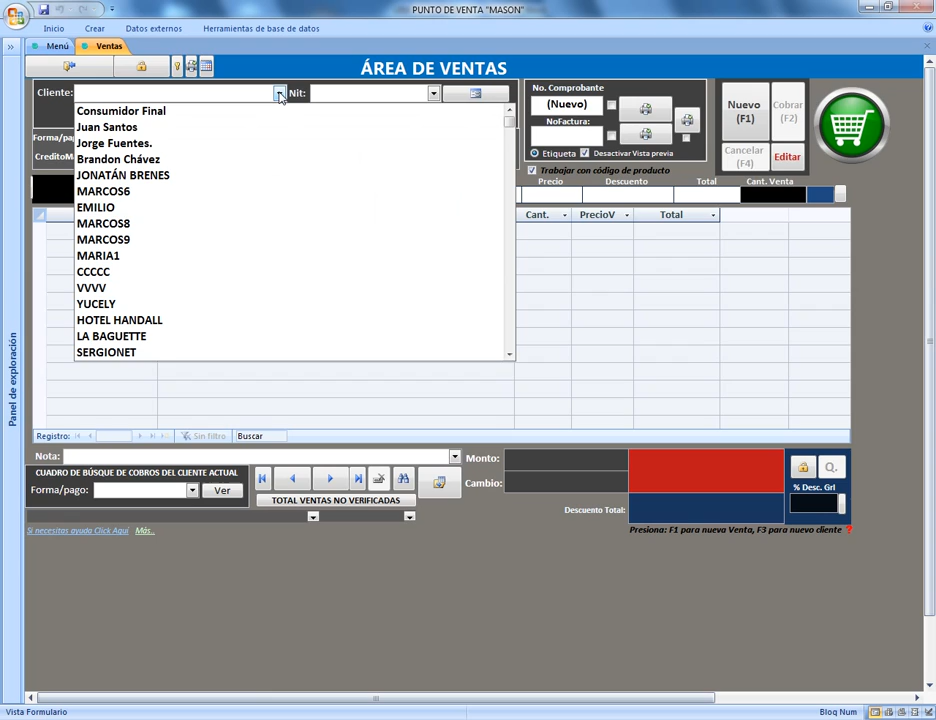 PUNTO DE VENTA "MASON"
Inicio Crear Datos externos Herramientas de base de datos
Menú Ventas
ÁREA DE VENTAS
Cliente: Nit:
No. Comprobante
(Nuevo)
NoFactura:
Etiqueta Desactivar Vista previa
Nuevo (F1)
Cobrar (F2)
Cancelar (F4)
Editar
Forma/pa
CreditoM
Trabajar con código de producto
Precio Descuento Total Cant. Venta
Cant. PrecioV Total
Consumidor Final
Juan Santos
Jorge Fuentes.
Brandon Chávez
JONATÁN BRENES
MARCOS6
EMILIO
MARCOS8
MARCOS9
MARIA1
CCCCC
VVVV
YUCELY
HOTEL HANDALL
LA BAGUETTE
SERGIONET
Panel de exploración
Registro: Sin filtro Buscar
Nota: Monto:
CUADRO DE BÚSQUE DE COBROS DEL CLIENTE ACTUAL
Forma/pago: Ver
TOTAL VENTAS NO VERIFICADAS
Cambio:
Q.
% Desc. Grl
Descuento Total:
Si necesitas ayuda Click Aquí Más..
Presiona: F1 para nueva Venta, F3 para nuevo cliente ?
Vista Formulario Bloq Num